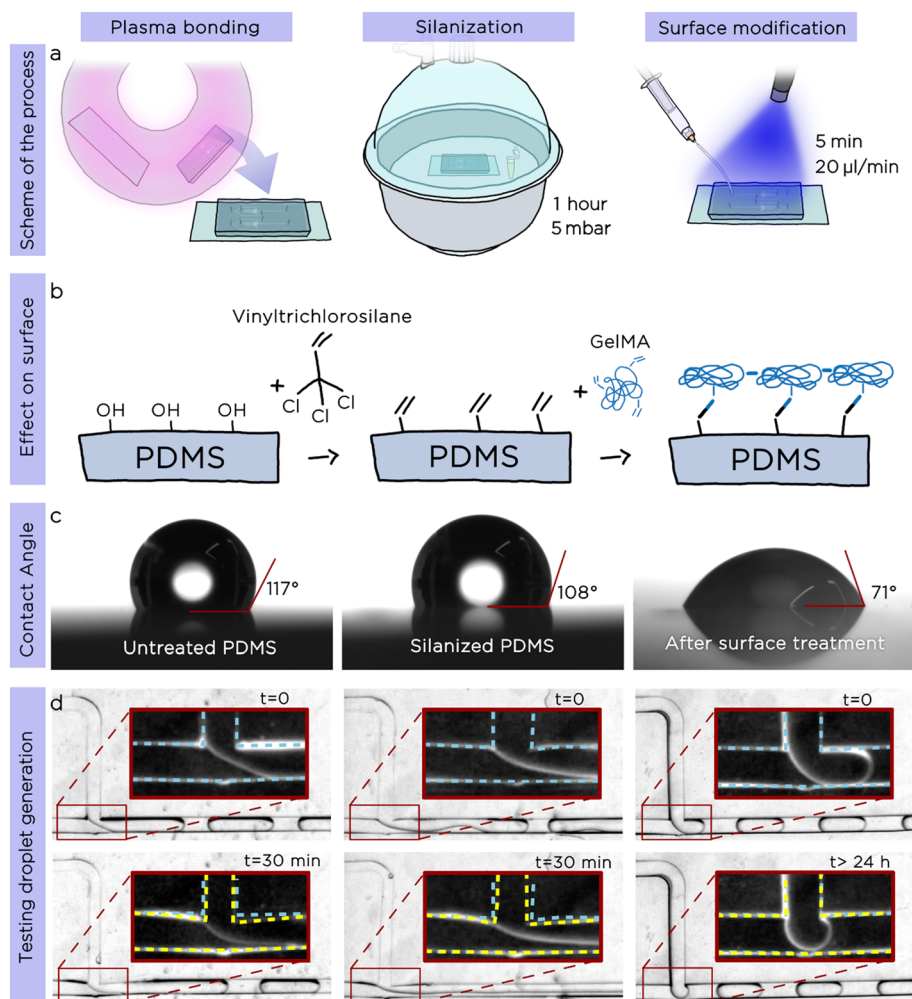 Plasma bonding
Silanization
Surface modification
Scheme of the process
a
1 hour
5 mbar
5 min
20 µl/min
Effect on surface
b
Vinyltrichlorosilane
+
Cl
Cl
Cl
GelMA
+
OH
OH
OH
PDMS
PDMS
PDMS
Contact Angle
c
117°
108°
71°
Untreated PDMS
Silanized PDMS
After surface treatment
Testing droplet generation
d
t=0
t=0
t=0
t=30 min
t=30 min
t> 24 h